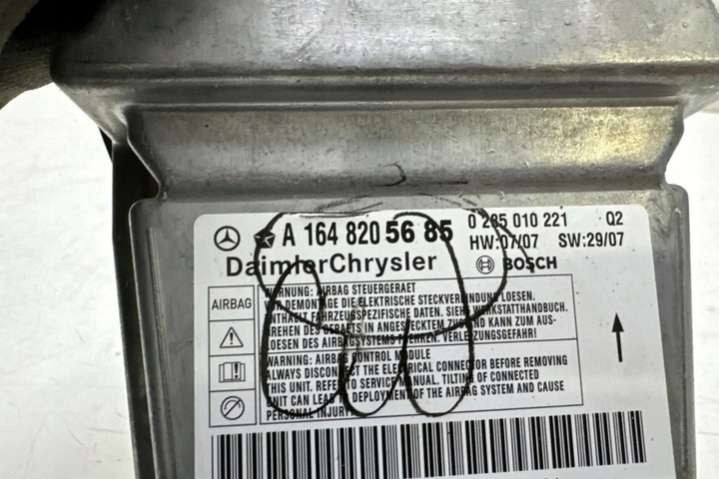 A 164 820 56 85 0 285 010 221 Q2
HW:07/07 SW:29/07
DaimlerChrysler BOSCH
AIRBAG
WARNUNG: AIRBAG STEUERGERAET
VOR DEMONTAGE DIE ELEKTRISCHE STECKVERBINDUNG LOESEN.
ENTHAELT FAHRZEUGSPEZIFISCHE DATEN. SIEHE WERKSTATTHANDBUCH.
DREHEN DES GERAETS IN ANGESTECKTEM ZUSTAND KANN ZUM AUS-
LOESEN DES AIRBAGSYSTEMS FUEHREN. VERLETZUNGSGEFAHR!
WARNING: AIRBAG CONTROL MODULE
ALWAYS DISCONNECT THE ELECTRICAL CONNECTOR BEFORE REMOVING
THIS UNIT. REFER TO SERVICE MANUAL. TILTING OF CONNECTED
UNIT CAN LEAD TO DEPLOYMENT OF THE AIRBAG SYSTEM AND CAUSE
PERSONAL INJURY!